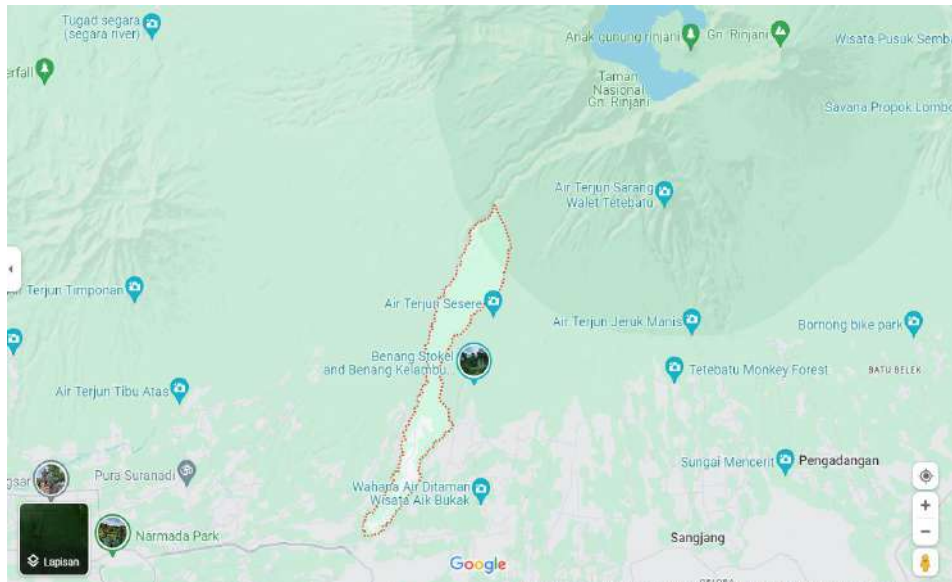 Tugad segara
(segara river)
erfall
Anak gunung rinjani
Gn. Rinjani
Wisata Pusuk Semb
Taman
Nasional
Gn. Rinjani
Savana Propok Lombo
Air Terjun Sarang
Walet Tetebatu
Air Terjun Timponan
Air Terjun Sesere
Air Terjun Jeruk Manis
Bornong bike park
Benang Stokel
and Benang Kelambu...
Tetebatu Monkey Forest
BATU BELEK
Air Terjun Tibu Atas
Pura Suranadi
Sungai Mencerit
Pengadangan
gsar
Wahana Air Ditaman
Wisata Aik Bukak
Narmada Park
Sangjang
Lapisan
Google